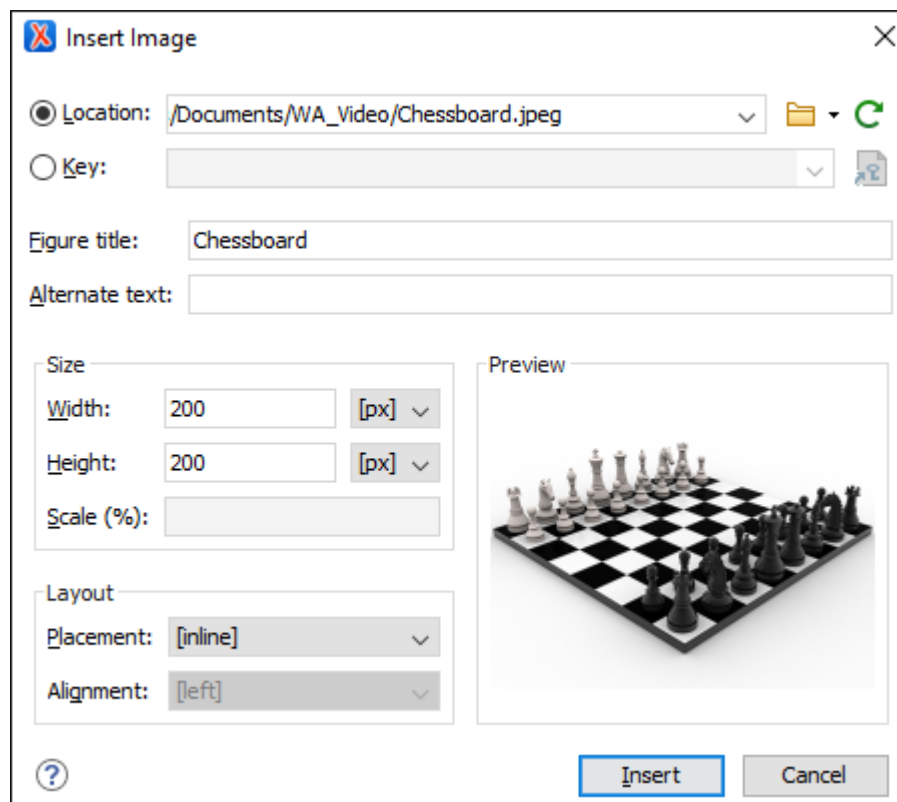 Insert Image
Location: /Documents/WA_Video/Chessboard.jpeg
Key:
Figure title: Chessboard
Alternate text:
Size
Width: 200 [px]
Height: 200 [px]
Scale (%):
Layout
Placement: [inline]
Alignment: [left]
Preview
Insert Cancel